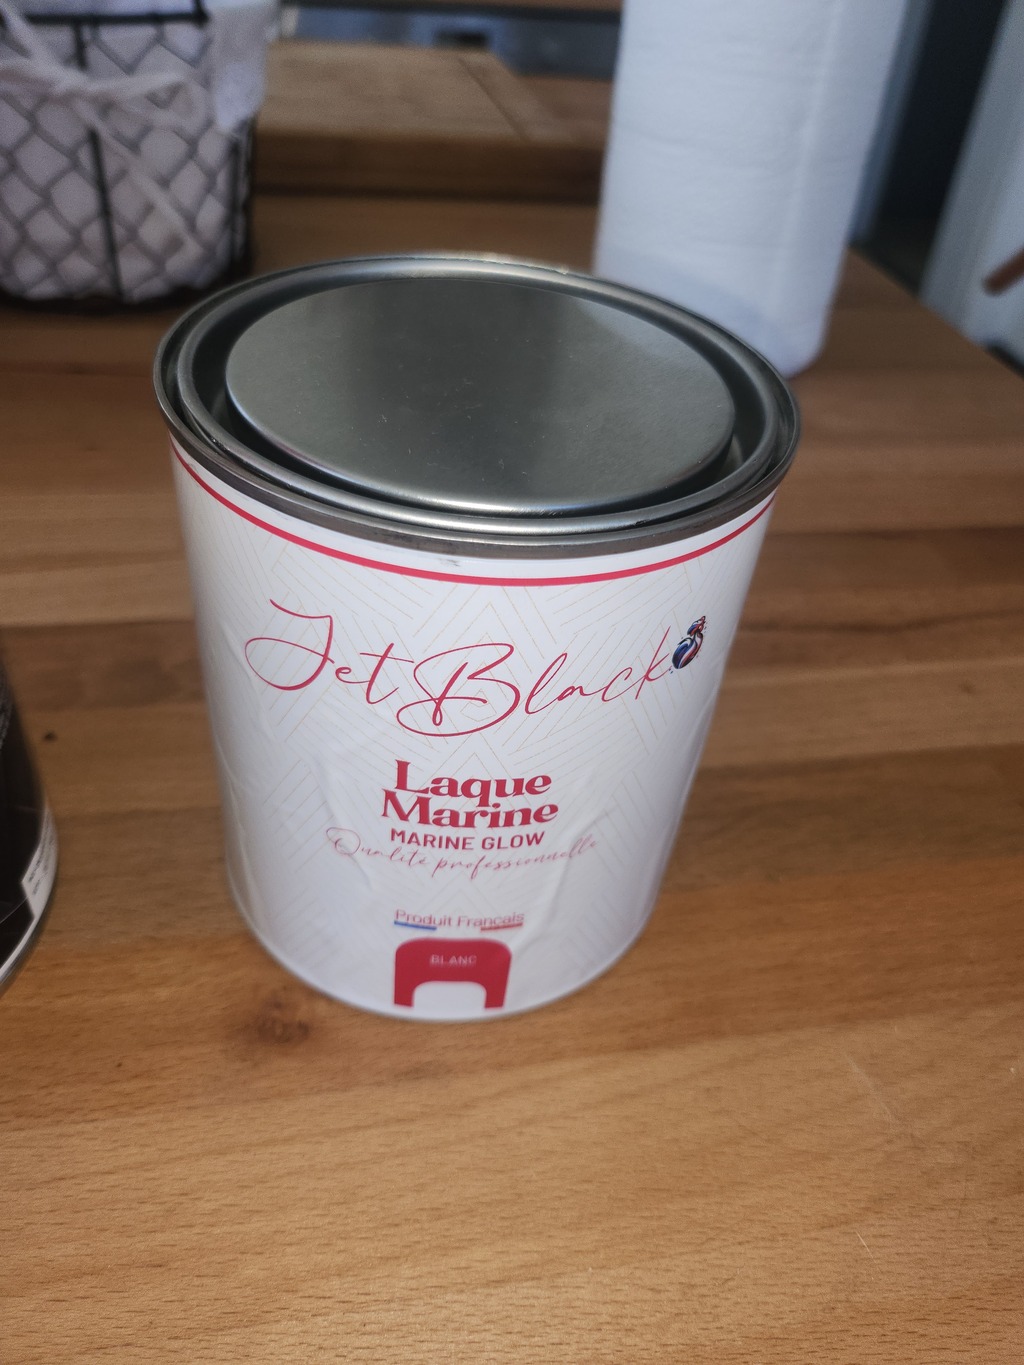 Jet Black
Laque
Marine
MARINE GLOW
Qualité professionnelle
Produit Français
BLANC